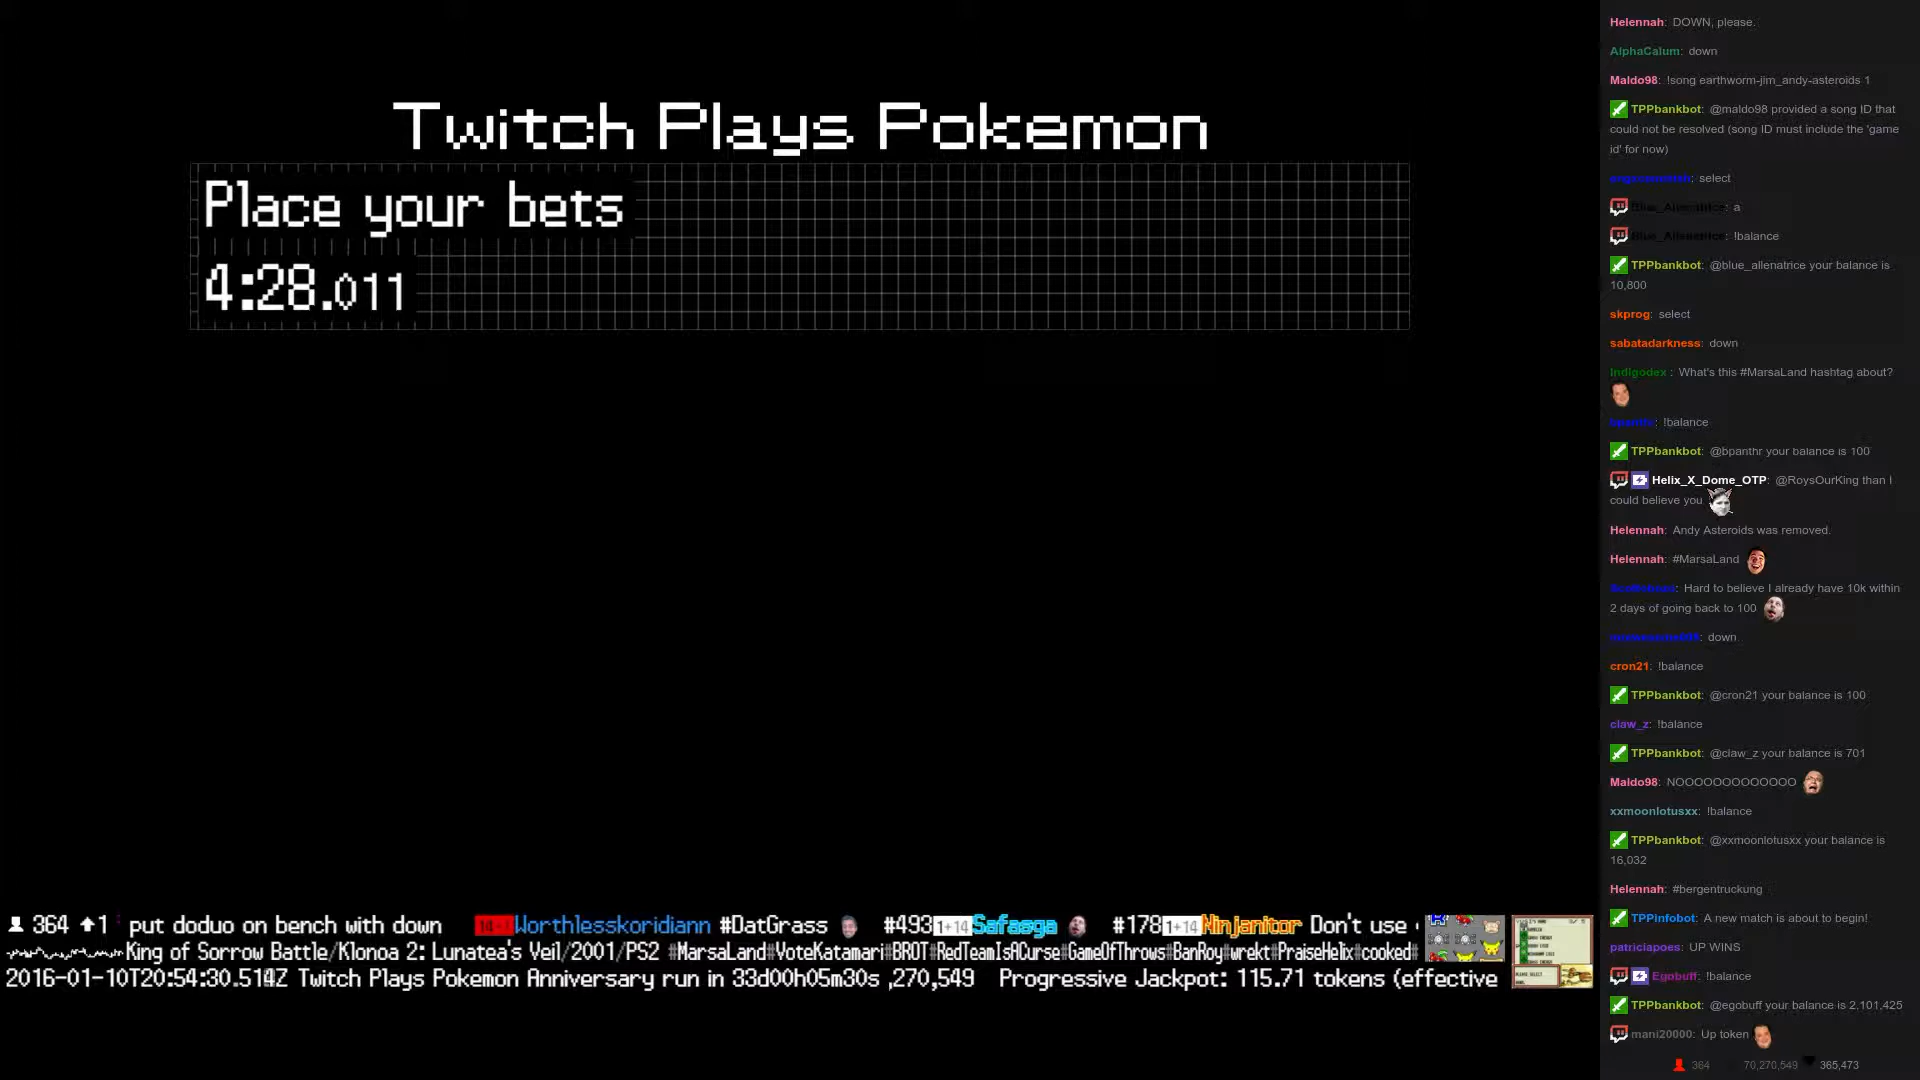 Twitch Plays Pokemon
Place your bets
4:28.011
364 1 put doduo on bench with down Worthlesskoridiann #DatGrass #493 1+14 Safasga #178 1+14 Ninjanitor Don't use
King of Sorrow Battle/Klonoa 2: Lunatea's Veil/2001/PS2 #MarsaLand#VoteKatamari#BROT#RedTeamIsACurse#GameOfThrows#BanRoy#wrekt#PraiseHelix#cooked#
Twitch Plays Pokemon Anniversary run in 33d00h05m30s ,270,549 Progressive Jackpot: 115.71 tokens (effective
Helennah: DOWN, please.
AlphaCalum: down
Maldo98: !song earthworm-jim_andy-asteroids 1
TPPbankbot: @maldo98 provided a song ID that
could not be resolved (song ID must include the 'game
id' for now)
: select
Blue_Allenatrice: a
Blue_Allenatrice: !balance
TPPbankbot: @blue_allenatrice your balance is
10,800
skprog: select
sabatadarkness: down
Indigodex : What's this #MarsaLand hashtag about?
bpanthr: !balance
TPPbankbot: @bpanthr your balance is 100
Helix_X_Dome_OTP: @RoysOurKing than I
could believe you
Helennah: Andy Asteroids was removed.
Helennah: #MarsaLand
: Hard to believe I already have 10k within
2 days of going back to 100
: down
cron21: !balance
TPPbankbot: @cron21 your balance is 100
claw_z: !balance
TPPbankbot: @claw_z your balance is 701
Maldo98: NOOOOOOOOOOOOO
xxmoonlotusxx: !balance
TPPbankbot: @xxmoonlotusxx your balance is
16,032
Helennah: #bergentruckung
TPPinfobot: A new match is about to begin!
patriciapoes: UP WINS
Egobuff: !balance
TPPbankbot: @egobuff your balance is 2,101,425
mani20000: Up token
364 70,270,549 365,473